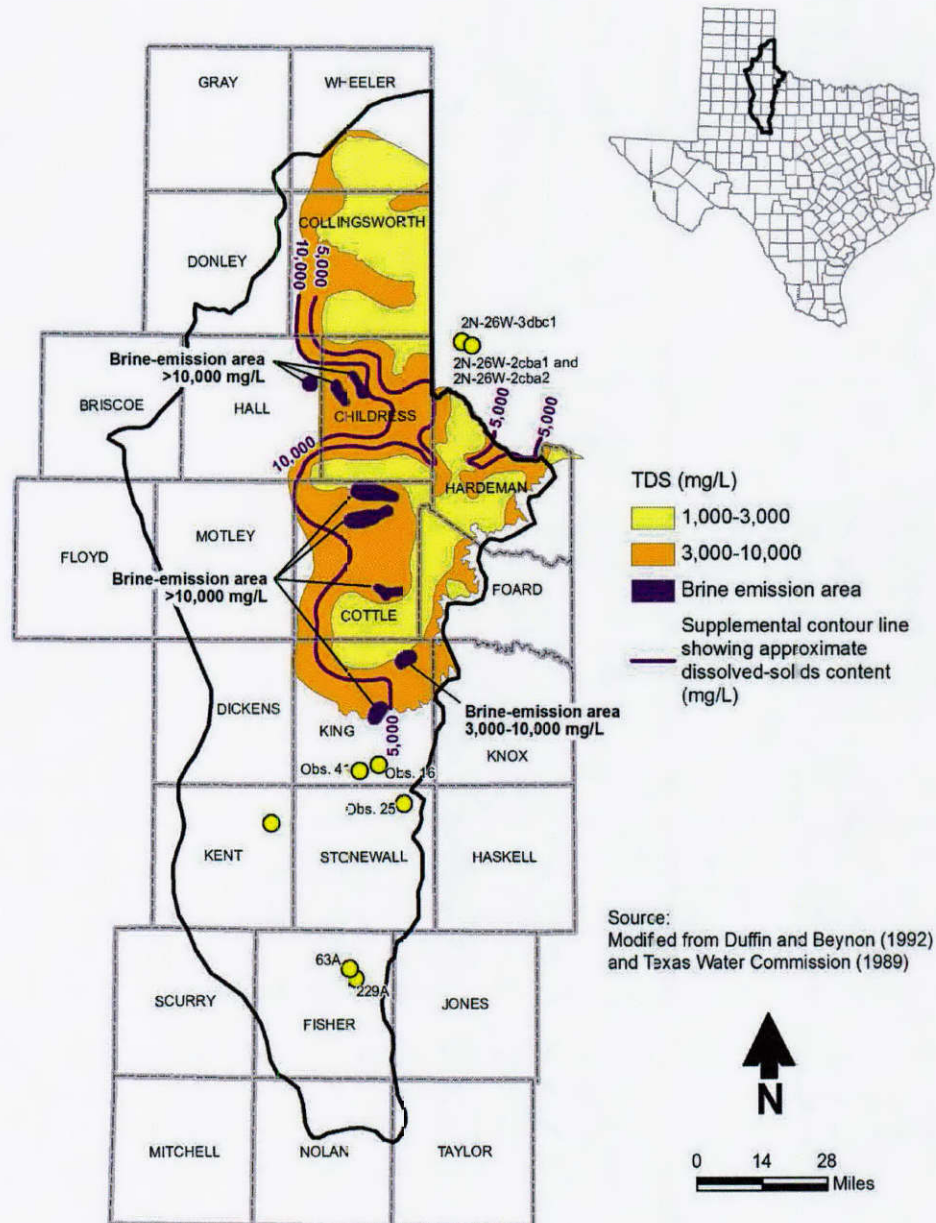 GRAY
WHEELER
COLLINGSWORTH
DONLEY
10,000
5,000
2N-26W-3dbc1
Brine-emission area
>10,000 mg/L
2N-26W-2cba1 and
2N-26W-2cba2
BRISCOE
HALL
CHILDRESS
5,000
5,000
10,000
HARDEMAN
TDS (mg/L)
1,000-3,000
3,000-10,000
Brine emission area
Supplemental contour line
showing approximate
dissolved-solids content
(mg/L)
MOTLEY
FLOYD
Brine-emission area
>10,000 mg/L
FOARD
COTTLE
DICKENS
KING
Brine-emission area
3,000-10,000 mg/L
5,000
KNOX
Obs. 4
Obs. 16
Obs. 25
KENT
STONEWALL
HASKELL
Source:
Modified from Duffin and Beynon (1992)
and Texas Water Commission (1989)
63A
229A
SCURRY
FISHER
JONES
N
MITCHELL
NOLAN
TAYLOR
0 14 28
Miles